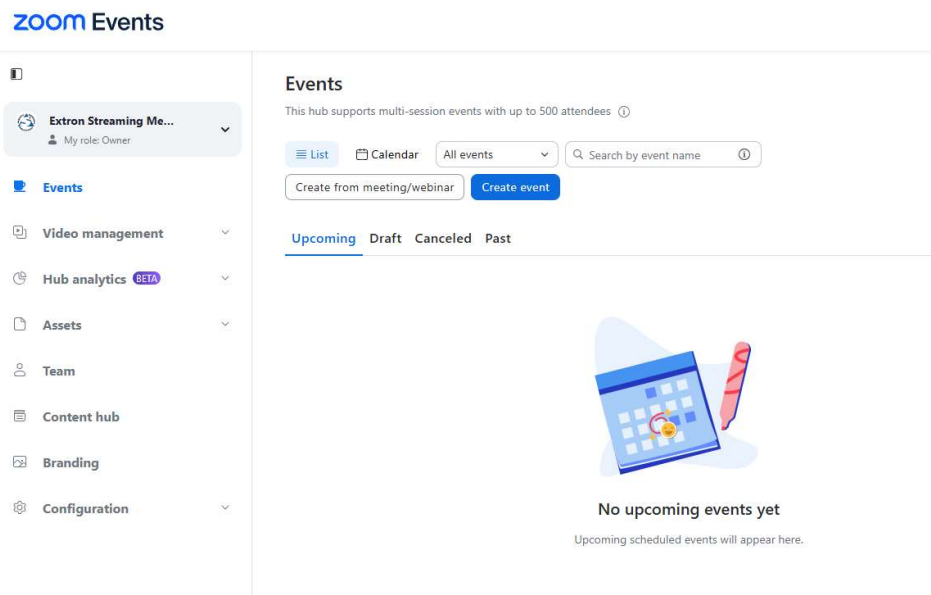 zoom Events
Extron Streaming Me...
My role: Owner
Events
Video management
Hub analytics BETA
Assets
Team
Content hub
Branding
Configuration
Events
This hub supports multi-session events with up to 500 attendees
List Calendar All events Search by event name
Create from meeting/webinar Create event
Upcoming Draft Canceled Past
No upcoming events yet
Upcoming scheduled events will appear here.